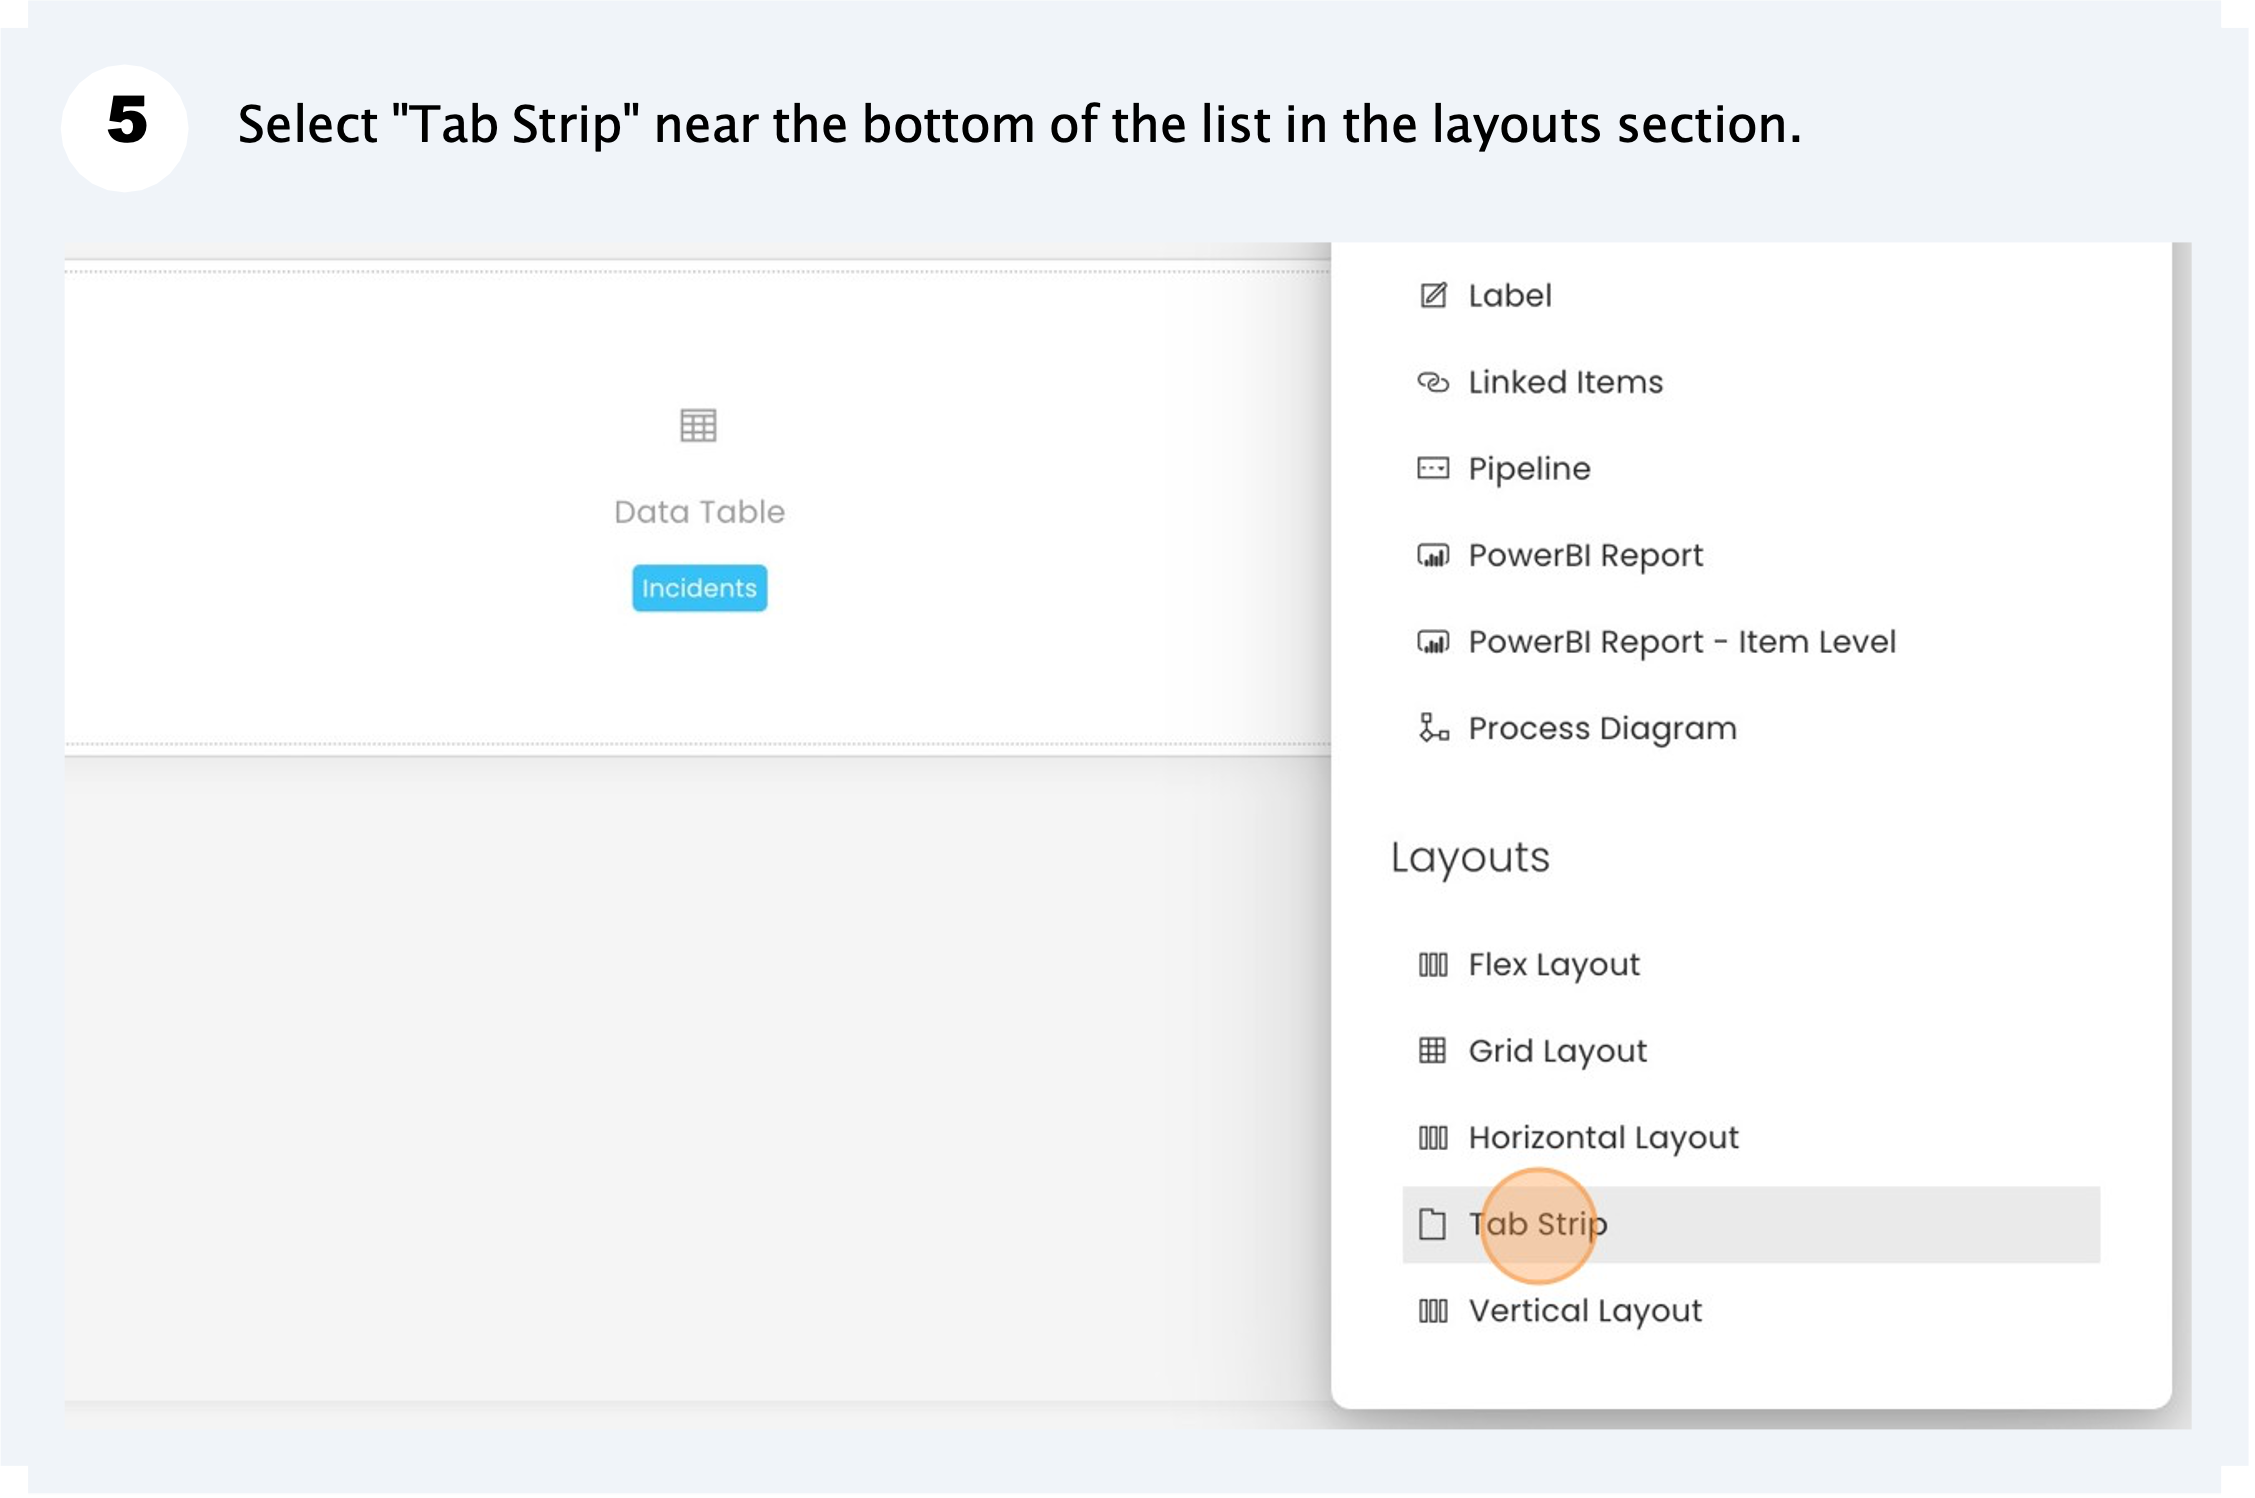 5
Select "Tab Strip" near the bottom of the list in the layouts section.
Data Table
Incidents
Label
Linked Items
Pipeline
PowerBI Report
PowerBI Report - Item Level
Process Diagram
Layouts
Flex Layout
Grid Layout
Horizontal Layout
Tab Strip
Vertical Layout